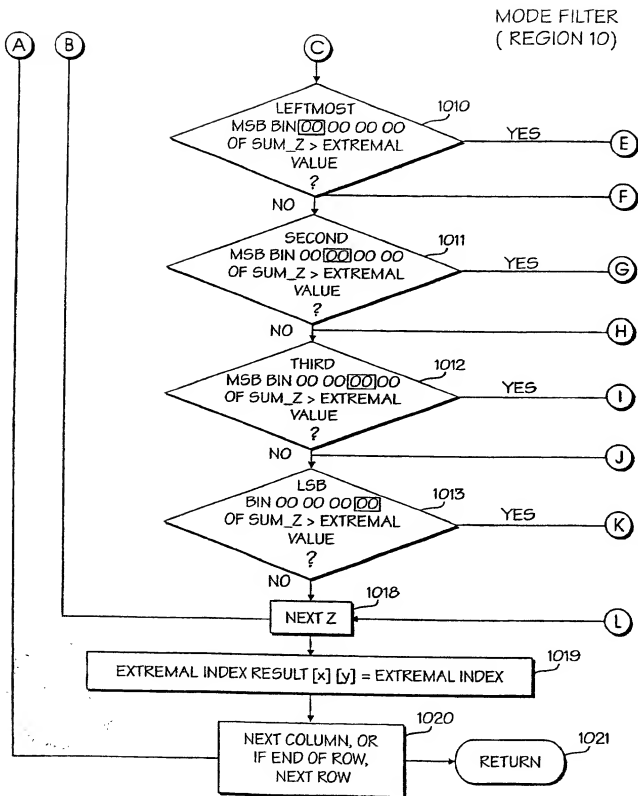 MODE FILTER
( REGION 10)
A
B
C
1010
LEFTMOST
MSB BIN 00 00 00 00
OF SUM_Z > EXTREMAL
VALUE
?
YES
E
F
NO
1011
SECOND
MSB BIN 00 00 00 00
OF SUM_Z > EXTREMAL
VALUE
?
YES
G
H
NO
1012
THIRD
MSB BIN 00 00 00 00
OF SUM_Z > EXTREMAL
VALUE
?
YES
I
J
NO
1013
LSB
BIN 00 00 00 00
OF SUM_Z > EXTREMAL
VALUE
?
YES
K
NO
1018
NEXT Z
L
1019
EXTREMAL INDEX RESULT [x] [y] = EXTREMAL INDEX
1020
NEXT COLUMN, OR
IF END OF ROW,
NEXT ROW
1021
RETURN